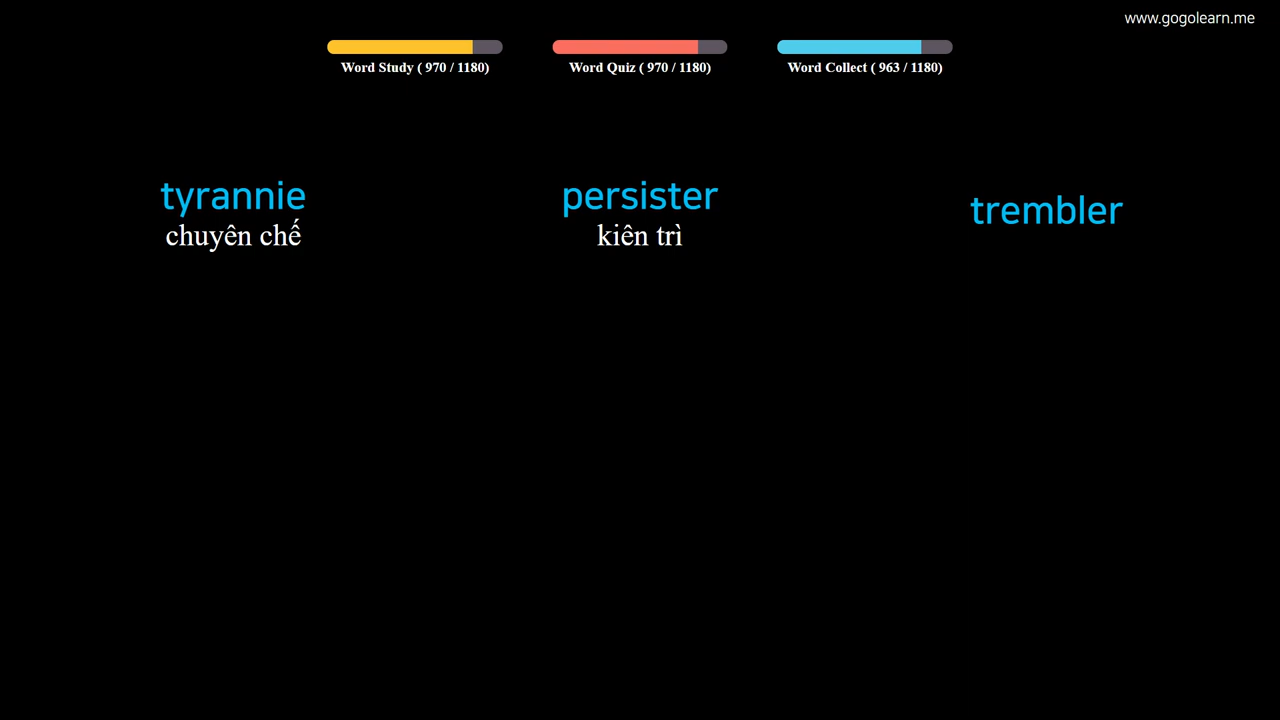 www.gogolearn.me
Word Study ( 970 / 1180)
Word Quiz ( 970 / 1180)
Word Collect ( 963 / 1180)
tyrannie
chuyên chế
persister
kiên trì
trembler